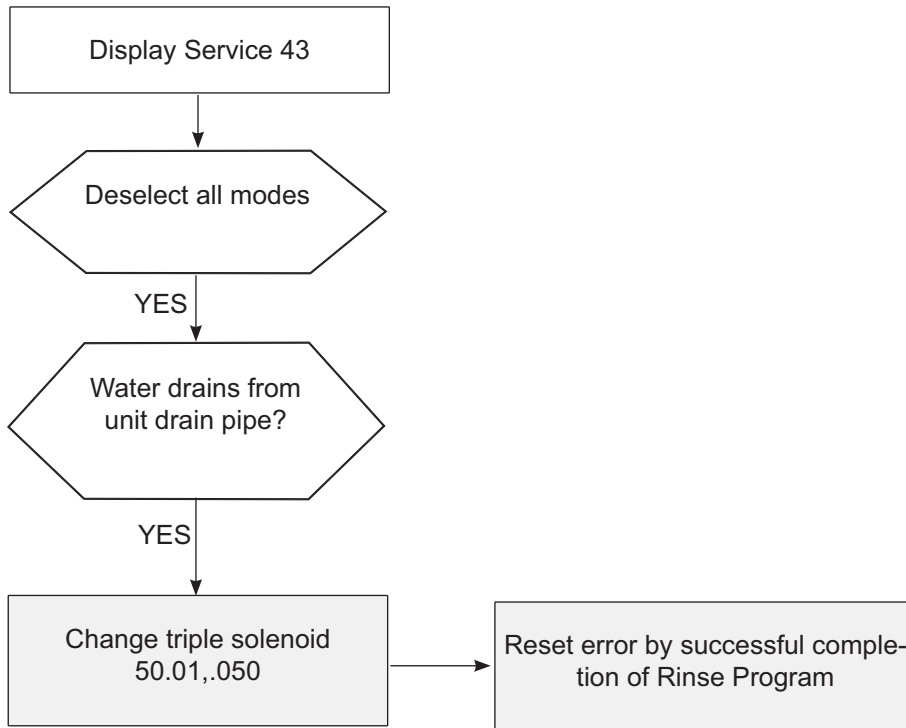 Display Service 43
Deselect all modes
YES
Water drains from
unit drain pipe?
YES
Change triple solenoid
50.01,.050
Reset error by successful comple-
tion of Rinse Program